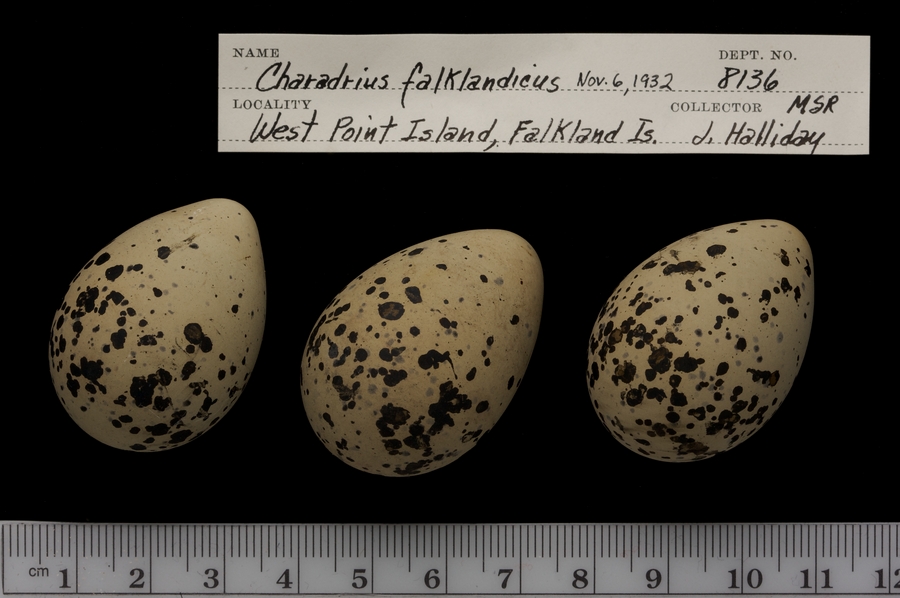 NAME DEPT. NO.
Charadrius falklandicus Nov. 6, 1932 8136
LOCALITY COLLECTOR MSR
West Point Island, Falkland Is. J. Halliday
cm 1 2 3 4 5 6 7 8 9 10 11 12